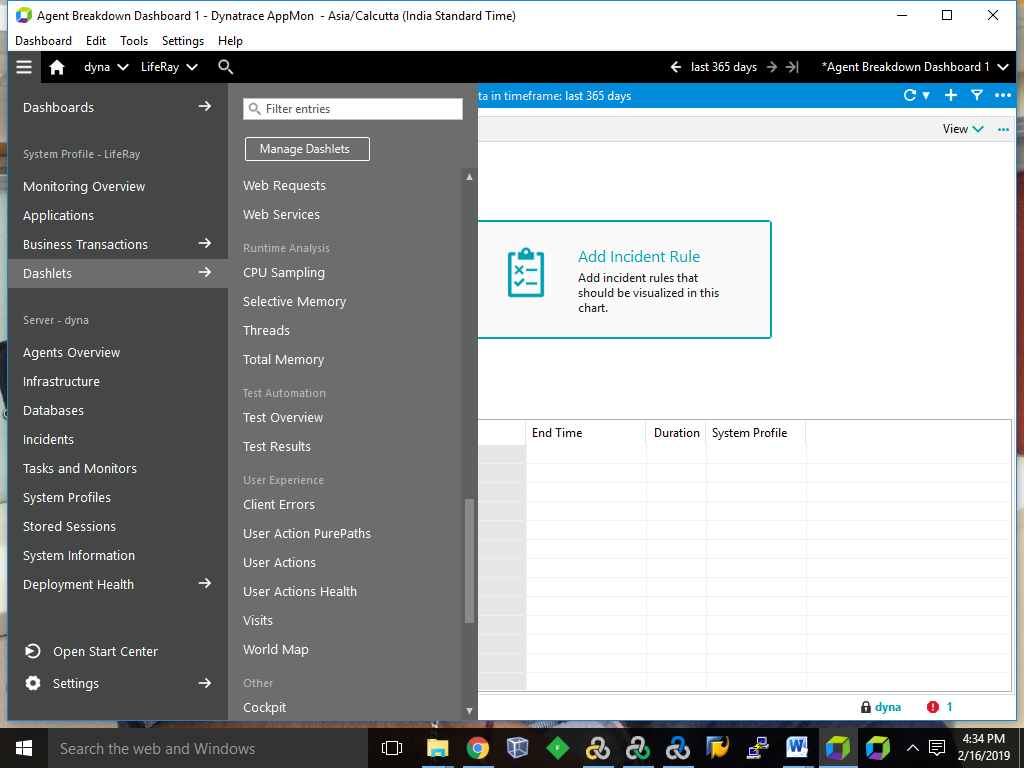 Agent Breakdown Dashboard 1 - Dynatrace AppMon - Asia/Calcutta (India Standard Time)
Dashboard Edit Tools Settings Help
dyna LifeRay last 365 days *Agent Breakdown Dashboard 1
Dashboards
System Profile - LifeRay
Monitoring Overview
Applications
Business Transactions
Dashlets
Server - dyna
Agents Overview
Infrastructure
Databases
Incidents
Tasks and Monitors
System Profiles
Stored Sessions
System Information
Deployment Health
Open Start Center
Settings
Filter entries
Manage Dashlets
Web Requests
Web Services
Runtime Analysis
CPU Sampling
Selective Memory
Threads
Total Memory
Test Automation
Test Overview
Test Results
User Experience
Client Errors
User Action PurePaths
User Actions
User Actions Health
Visits
World Map
Other
Cockpit
ta in timeframe: last 365 days
View
Add Incident Rule
Add incident rules that
should be visualized in this
chart.
End Time Duration System Profile
dyna 1
Search the web and Windows
4:34 PM
2/16/2019